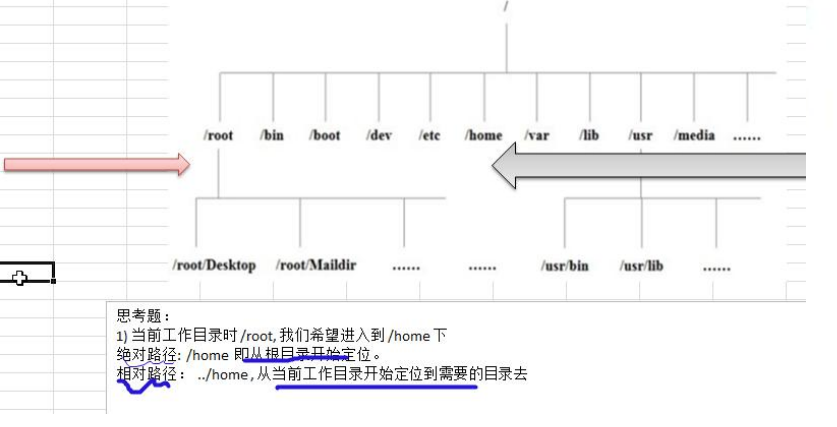 /
/root /bin /boot /dev /etc /home /var /lib /usr /media ......
/root/Desktop /root/Maildir ...... ...... /usr/bin /usr/lib ......
思考题：
1) 当前工作目录时 /root, 我们希望进入到 /home 下
绝对路径: /home 即从根目录开始定位。
相对路径： ../home , 从当前工作目录开始定位到需要的目录去